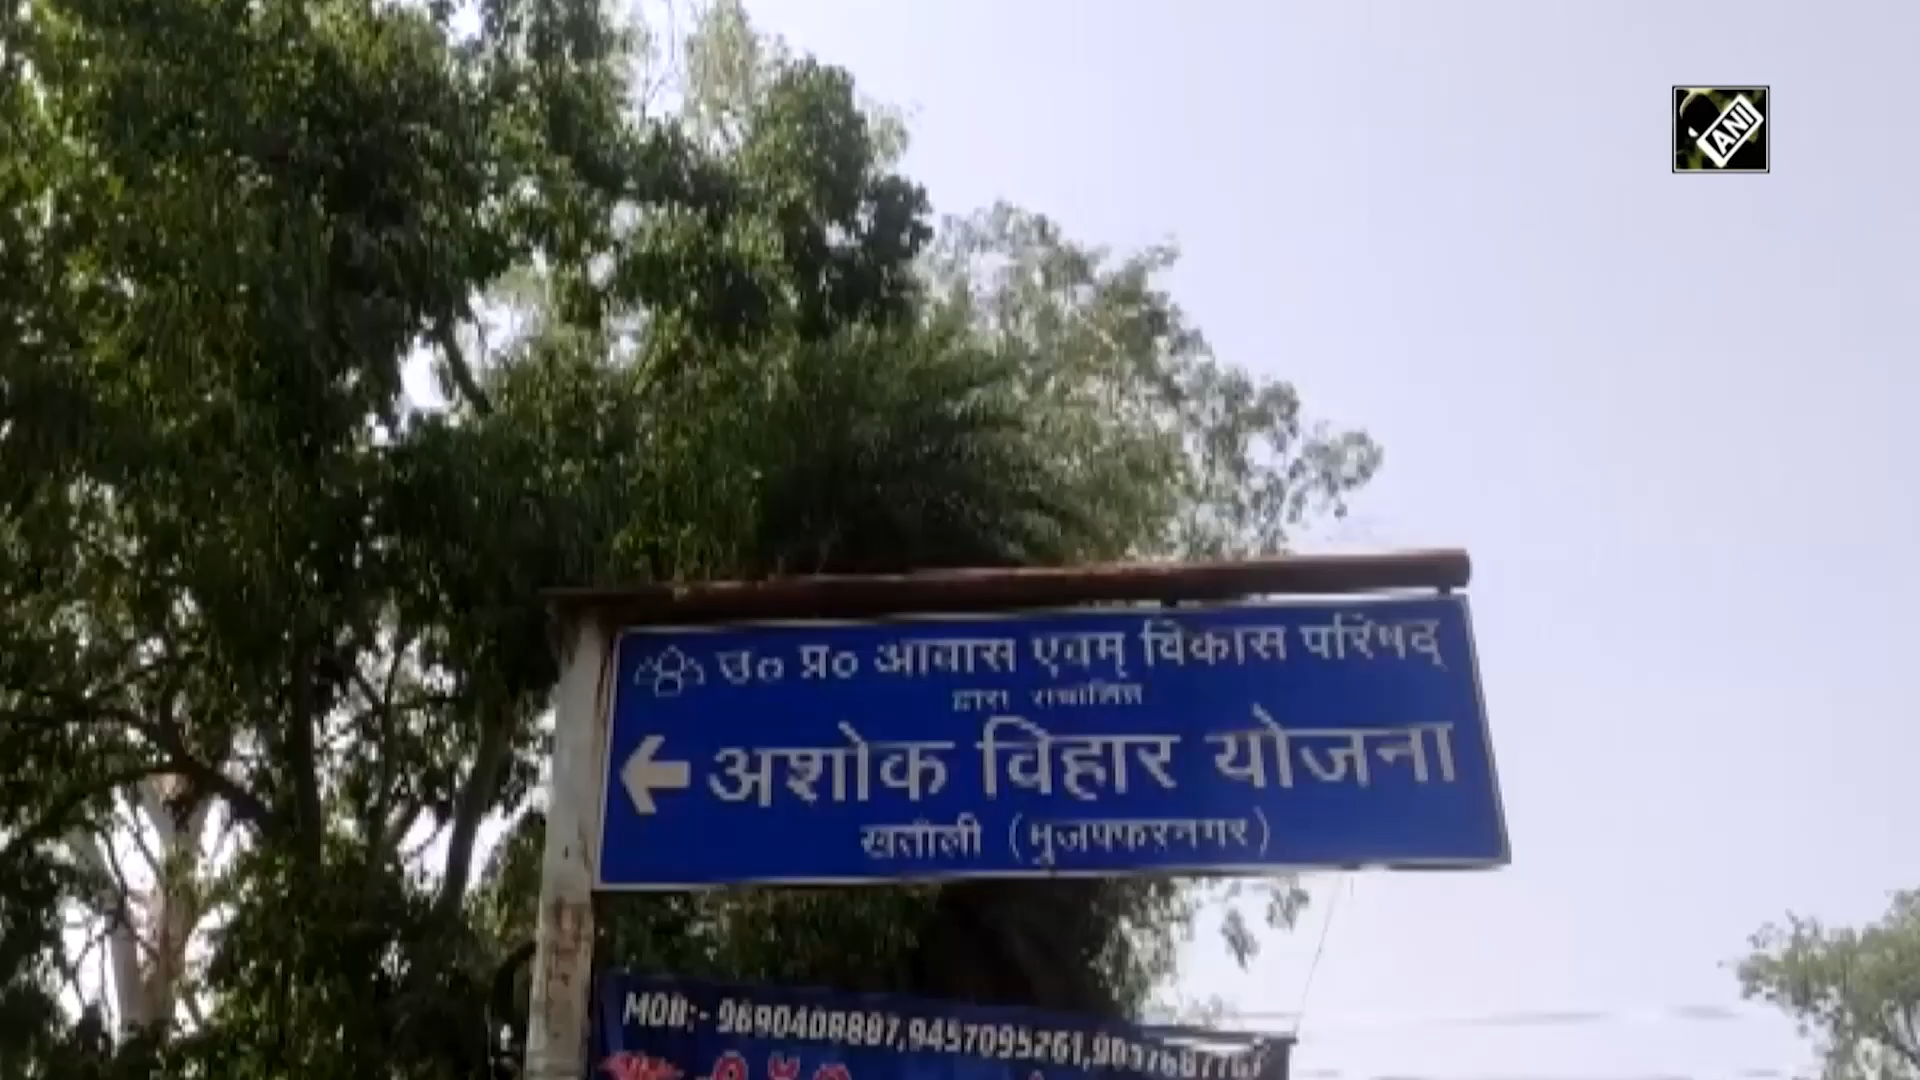 ANI
उ० प्र० आवास एवम् विकास परिषद्
द्वारा संचालित
अशोक विहार योजना
खतौली (मुजफ्फरनगर)
MOB:- 9690408887,9457095261,